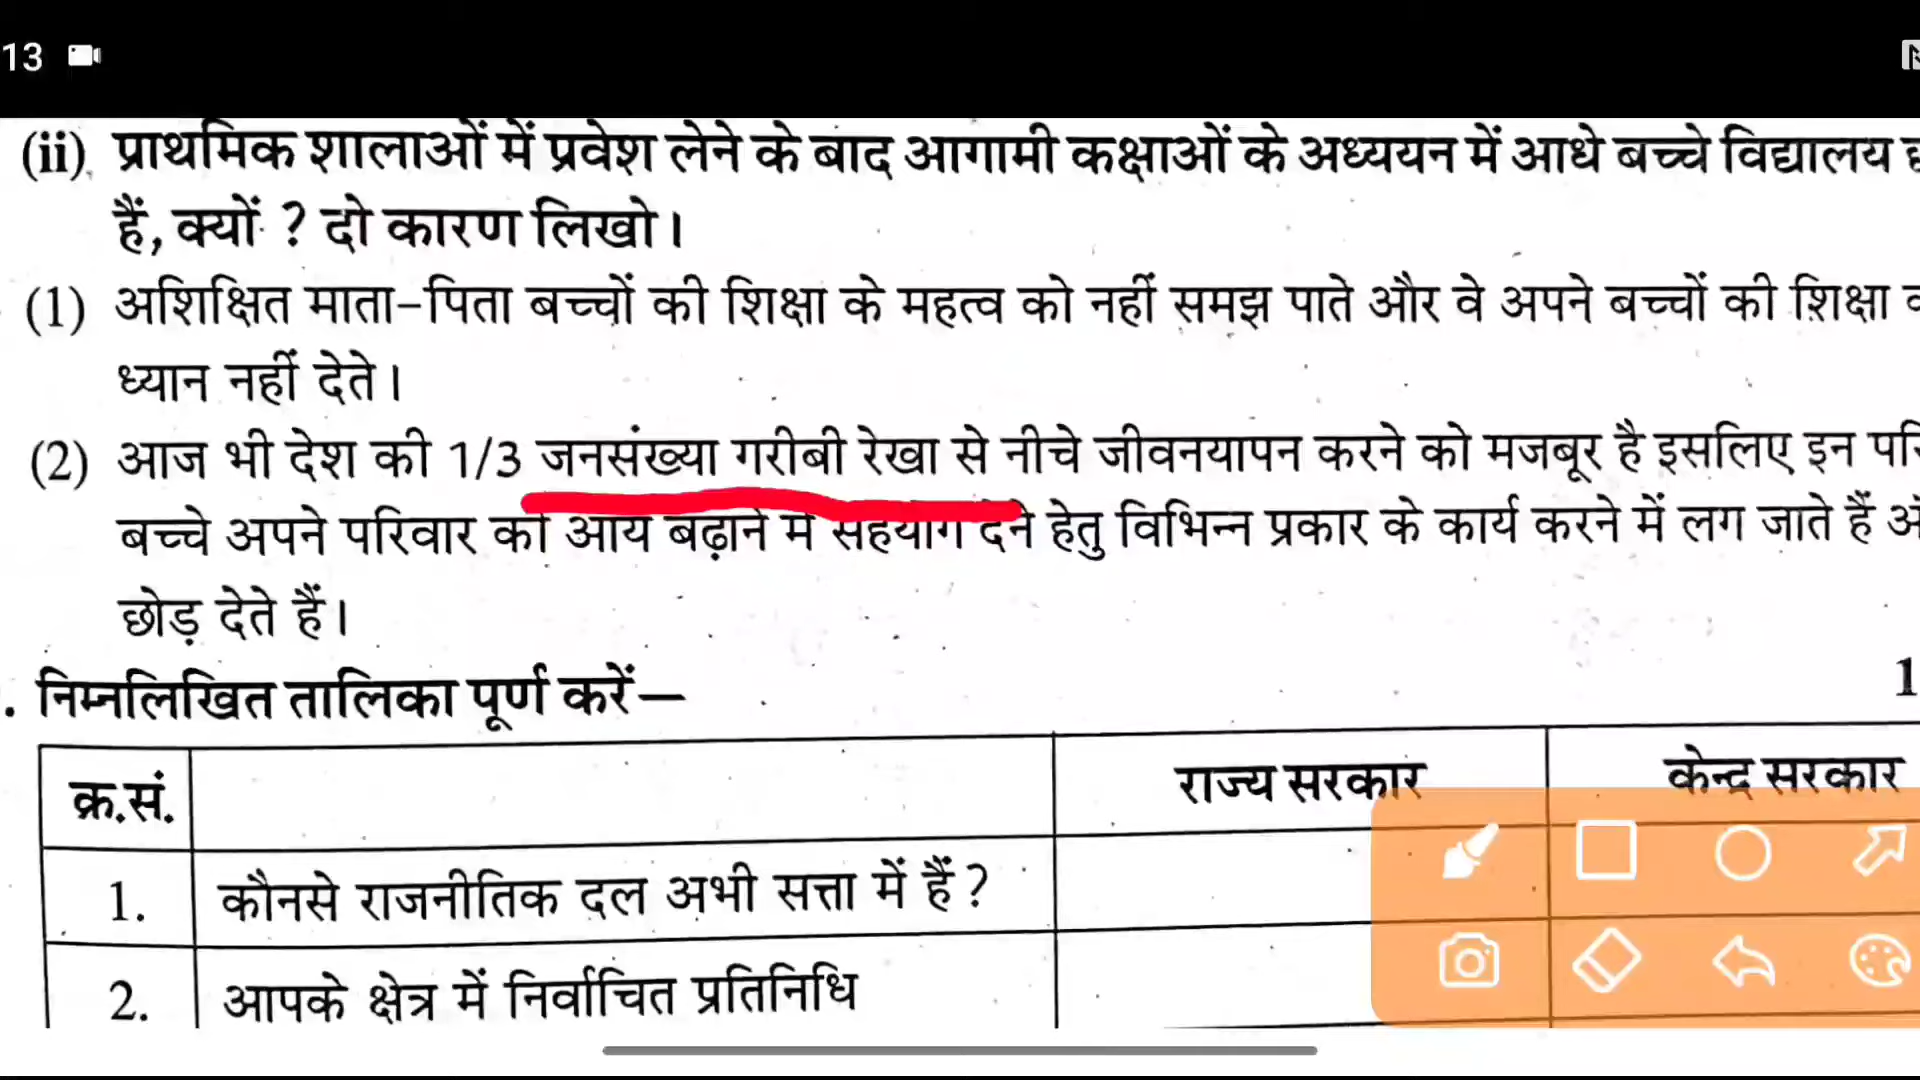 13
(ii) प्राथमिक शालाओं में प्रवेश लेने के बाद आगामी कक्षाओं के अध्ययन में आधे बच्चे विद्यालय
हैं, क्यों ? दो कारण लिखो।
(1) अशिक्षित माता-पिता बच्चों की शिक्षा के महत्व को नहीं समझ पाते और वे अपने बच्चों की शिक्षा
ध्यान नहीं देते।
(2) आज भी देश की 1/3 जनसंख्या गरीबी रेखा से नीचे जीवनयापन करने को मजबूर है इसलिए इन
बच्चे अपने परिवार की आय बढ़ाने में सहयोग देने हेतु विभिन्न प्रकार के कार्य करने में लग जाते हैं
छोड़ देते हैं।
. निम्नलिखित तालिका पूर्ण करें—
1
क्र.सं. राज्य सरकार केन्द्र सरकार
1. कौनसे राजनीतिक दल अभी सत्ता में हैं ?
2. आपके क्षेत्र में निर्वाचित प्रतिनिधि